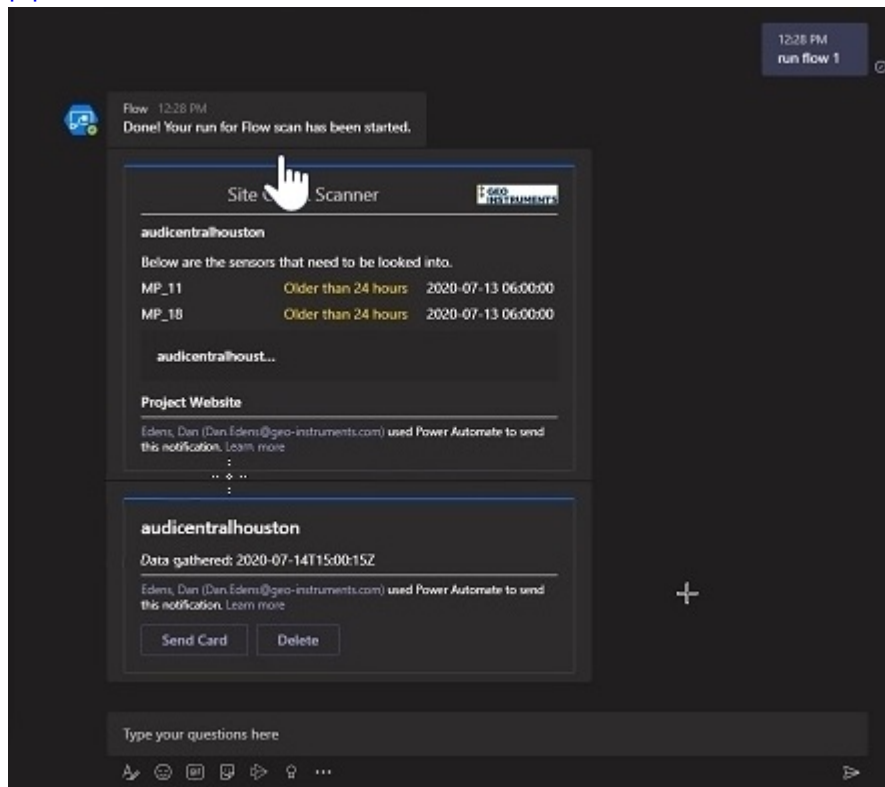 12:28 PM
run flow 1
Flow 12:28 PM
Done! Your run for Flow scan has been started.
Site Scanner
GEO
INSTRUMENTS
audicentralhouston
Below are the sensors that need to be looked into.
MP_11 Older than 24 hours 2020-07-13 06:00:00
MP_18 Older than 24 hours 2020-07-13 06:00:00
audicentralhoust...
Project Website
Edens, Dan (Dan.Edens@geo-instruments.com) used Power Automate to send
this notification. Learn more
audicentralhouston
Data gathered: 2020-07-14T15:00:15Z
Edens, Dan (Dan.Edens@geo-instruments.com) used Power Automate to send
this notification. Learn more
Send Card Delete
Type your questions here
GIF